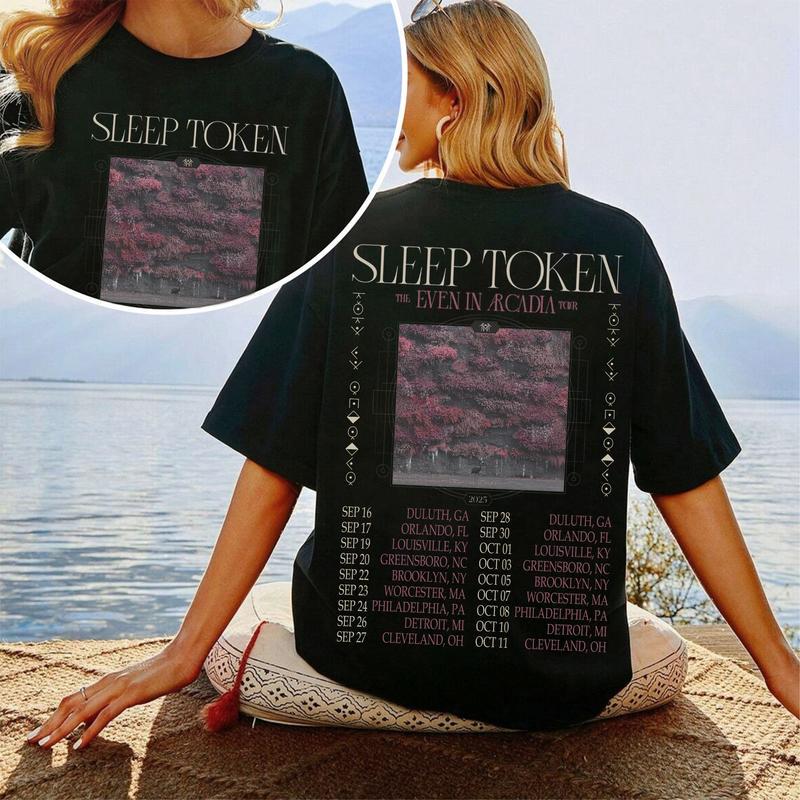 SLEEP TOKEN
SLEEP TOKEN
THE EVEN IN ARCADIA TOUR
2025
SEP 16 DULUTH, GA SEP 28 DULUTH, GA
SEP 17 ORLANDO, FL SEP 30 ORLANDO, FL
SEP 19 LOUISVILLE, KY OCT 01 LOUISVILLE, KY
SEP 20 GREENSBORO, NC OCT 03 GREENSBORO, NC
SEP 22 BROOKLYN, NY OCT 05 BROOKLYN, NY
SEP 23 WORCESTER, MA OCT 07 WORCESTER, MA
SEP 24 PHILADELPHIA, PA OCT 08 PHILADELPHIA, PA
SEP 26 DETROIT, MI OCT 10 DETROIT, MI
SEP 27 CLEVELAND, OH OCT 11 CLEVELAND, OH